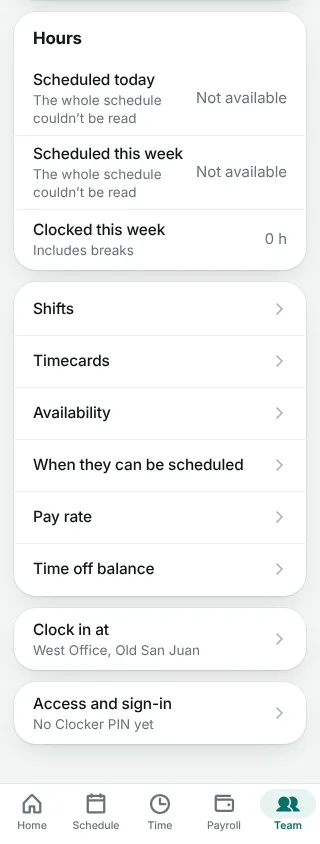 Hours
Scheduled today
The whole schedule
couldn't be read
Not available
Scheduled this week
The whole schedule
couldn't be read
Not available
Clocked this week
Includes breaks
0 h
Shifts
Timecards
Availability
When they can be scheduled
Pay rate
Time off balance
Clock in at
West Office, Old San Juan
Access and sign-in
No Clocker PIN yet
Home
Schedule
Time
Payroll
Team